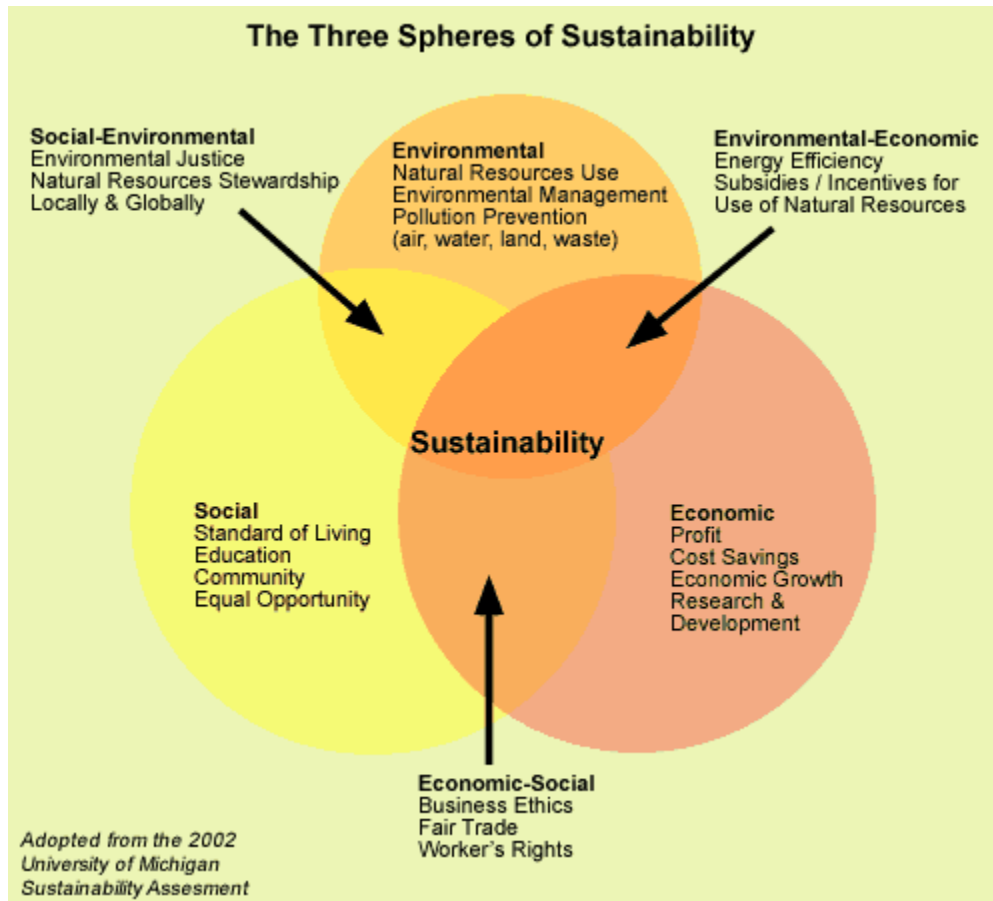 The Three Spheres of Sustainability
Social-Environmental
Environmental Justice
Natural Resources Stewardship
Locally & Globally
Environmental
Natural Resources Use
Environmental Management
Pollution Prevention
(air, water, land, waste)
Environmental-Economic
Energy Efficiency
Subsidies / Incentives for
Use of Natural Resources
Sustainability
Social
Standard of Living
Education
Community
Equal Opportunity
Economic
Profit
Cost Savings
Economic Growth
Research &
Development
Economic-Social
Business Ethics
Fair Trade
Worker's Rights
Adopted from the 2002
University of Michigan
Sustainability Assesment